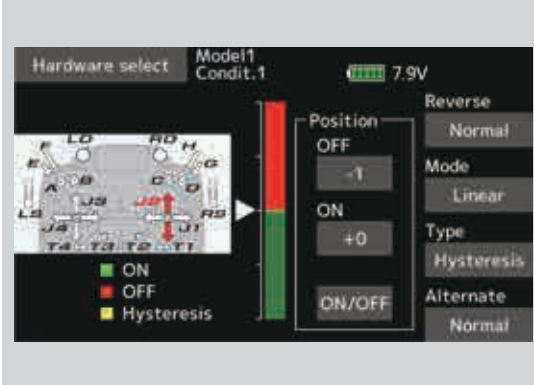 Hardware select
Model1
Condit.1
7.9V
F LD RD H
E G
A B C D
LS J3 J2 RS
J4 J1
T4 T3 T2 T1
ON
OFF
Hysteresis
Position
OFF
-1
ON
+0
ON/OFF
Reverse
Normal
Mode
Linear
Type
Hysteresis
Alternate
Normal